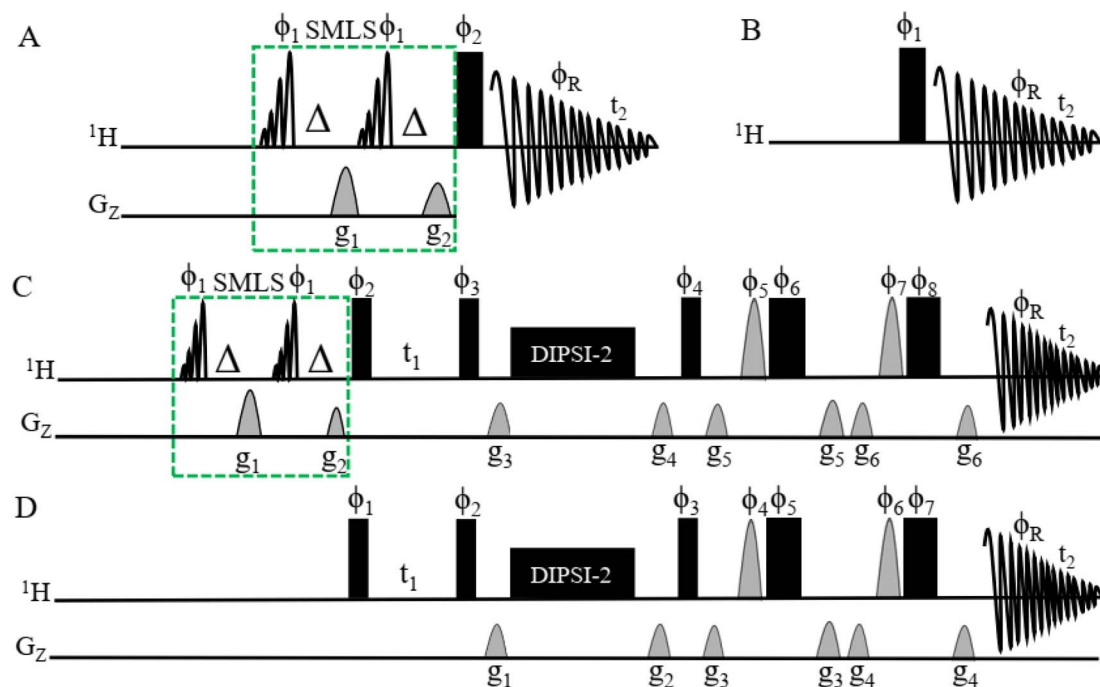 A ϕ₁ SMLS ϕ₁ ϕ₂ B ϕ₁
Δ Δ ϕR t₂ ϕR t₂
¹H ¹H
GZ
g₁ g₂
C ϕ₁ SMLS ϕ₁ ϕ₂ ϕ₃ ϕ₄ ϕ₅ ϕ₆ ϕ₇ ϕ₈
Δ Δ t₁ DIPSI-2 ϕR t₂
¹H
GZ
g₁ g₂ g₃ g₄ g₅ g₅ g₆ g₆
D ϕ₁ ϕ₂ ϕ₃ ϕ₄ ϕ₅ ϕ₆ ϕ₇
t₁ DIPSI-2 ϕR t₂
¹H
GZ
g₁ g₂ g₃ g₃ g₄ g₄